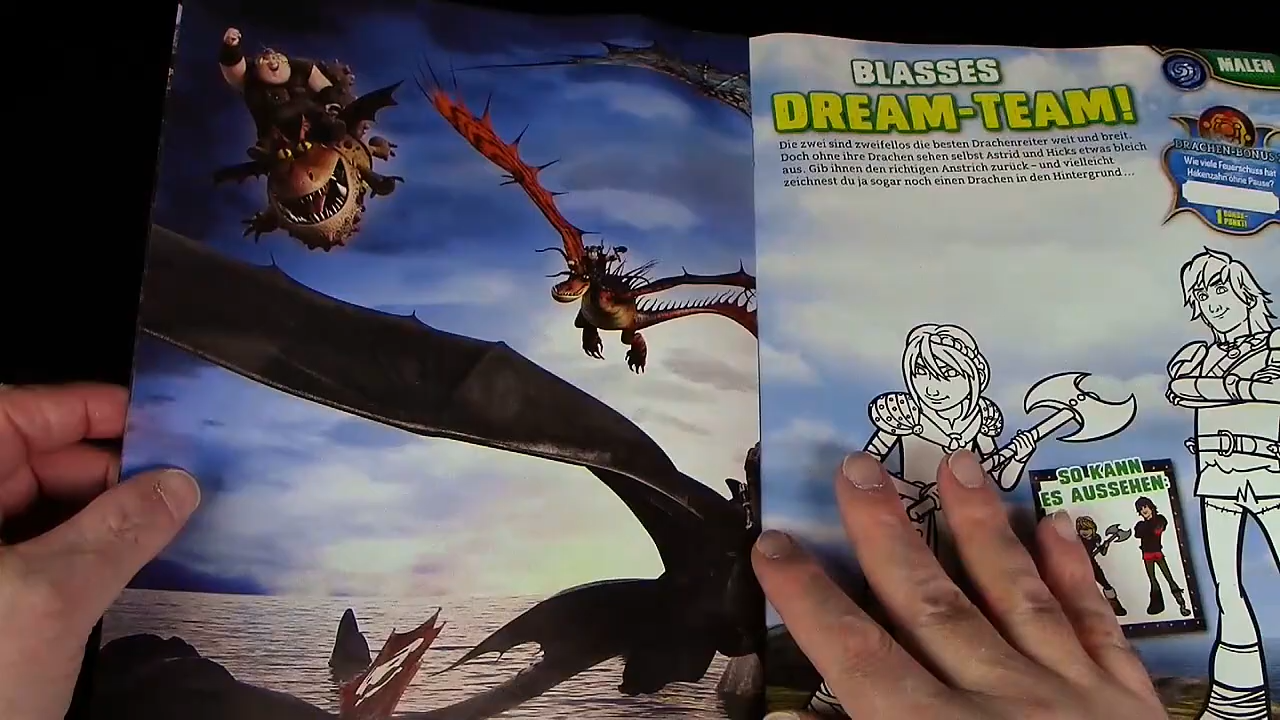 BLASSES
DREAM-TEAM!
Die zwei sind zweifellos die besten Drachenreiter weit und breit.
Doch ohne ihre Drachen sehen selbst Astrid und Hicks etwas bleich
aus. Gib ihnen den richtigen Anstrich zurück – und vielleicht
zeichnest du ja sogar noch einen Drachen in den Hintergrund...
MALEN
DRACHEN-BONUS
Wie viele Feuerschuss hat
Hakenzahn ohne Pause?
1 BONUS-
PUNKT!
SO KANN
ES AUSSEHEN: